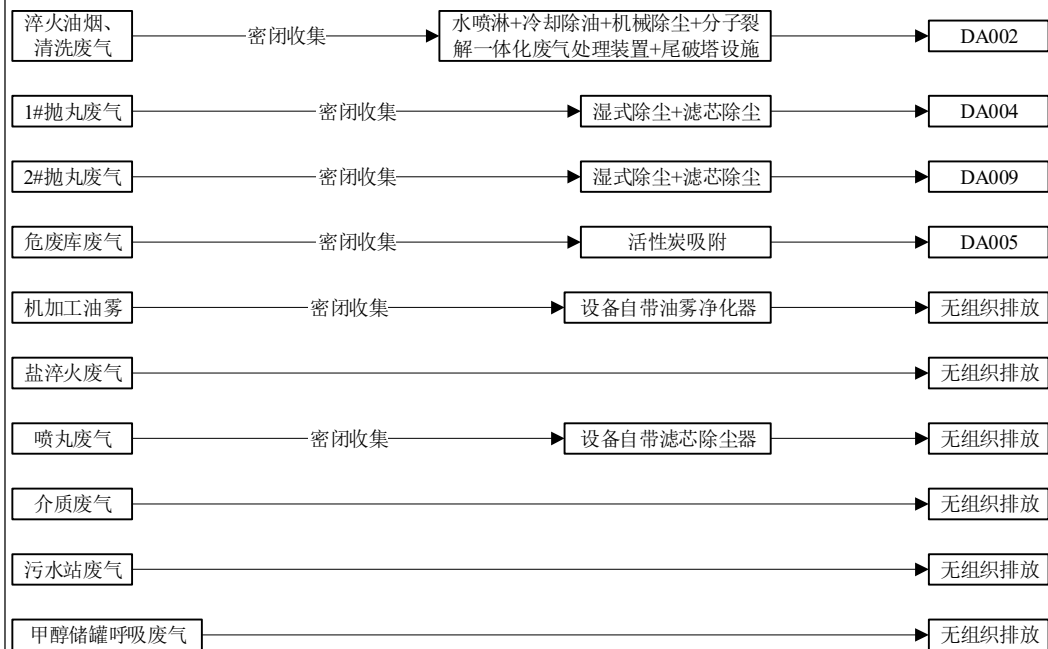 淬火油烟、
清洗废气
密闭收集
水喷淋+冷却除油+机械除尘+分子裂
解一体化废气处理装置+尾破塔设施
DA002
1#抛丸废气
密闭收集
湿式除尘+滤芯除尘
DA004
2#抛丸废气
密闭收集
湿式除尘+滤芯除尘
DA009
危废库废气
密闭收集
活性炭吸附
DA005
机加工油雾
密闭收集
设备自带油雾净化器
无组织排放
盐淬火废气
无组织排放
喷丸废气
密闭收集
设备自带滤芯除尘器
无组织排放
介质废气
无组织排放
污水站废气
无组织排放
甲醇储罐呼吸废气
无组织排放